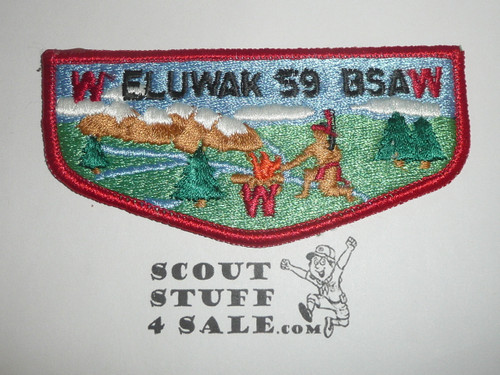 W ELUWAK 59 BSA W
W
SCOUT
STUFF
4 SALE.COM